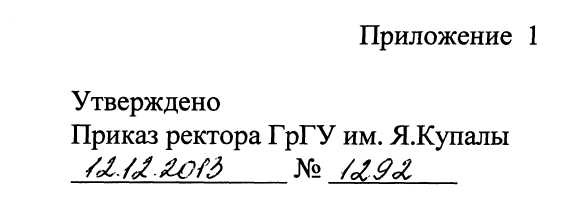 Приложение 1
Утверждено
Приказ ректора ГрГУ им. Я.Купалы
12.12.2013 № 1292